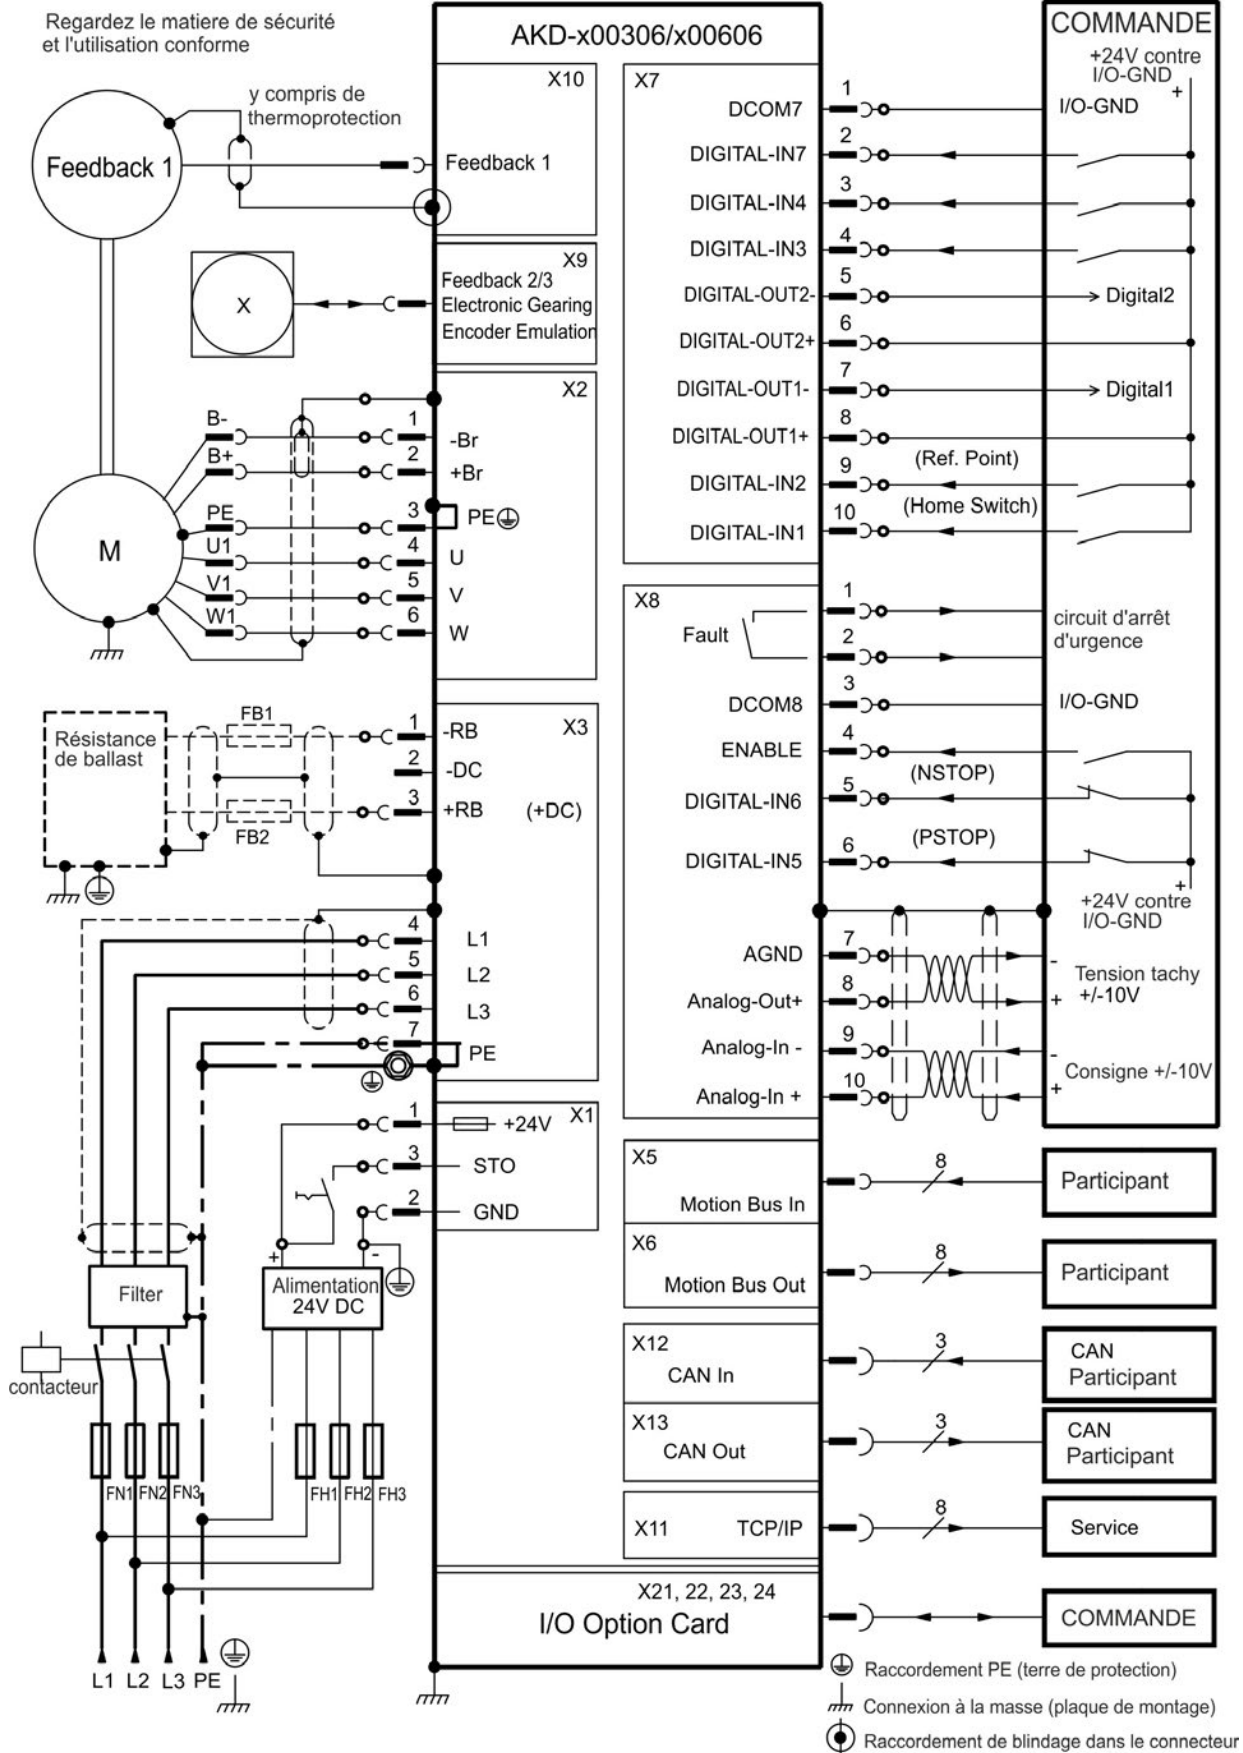 Regardez le matiere de sécurité
et l'utilisation conforme
AKD-x00306/x00606
COMMANDE
+24V contre
I/O-GND
+
X10
y compris de
thermoprotection
Feedback 1
Feedback 1
X9
Feedback 2/3
Electronic Gearing
Encoder Emulation
X
X2
B-
1
-Br
B+
2
+Br
PE
3
PE
U1
4
U
V1
5
V
W1
6
W
M
X3
Résistance
de ballast
FB1
1
-RB
2
-DC
3
+RB
(+DC)
FB2
4
L1
5
L2
6
L3
7
PE
X1
1
+24V
3
STO
2
GND
+
-
Alimentation
24V DC
Filter
contacteur
FN1
FN2
FN3
FH1
FH2
FH3
L1
L2
L3
PE
X7
DCOM7
1
I/O-GND
DIGITAL-IN7
2
DIGITAL-IN4
3
DIGITAL-IN3
4
DIGITAL-OUT2-
5
Digital2
DIGITAL-OUT2+
6
DIGITAL-OUT1-
7
Digital1
DIGITAL-OUT1+
8
(Ref. Point)
DIGITAL-IN2
9
(Home Switch)
DIGITAL-IN1
10
X8
Fault
1
2
circuit d'arrêt
d'urgence
DCOM8
3
I/O-GND
ENABLE
4
(NSTOP)
DIGITAL-IN6
5
(PSTOP)
DIGITAL-IN5
6
+
+24V contre
I/O-GND
AGND
7
-
Tension tachy
+/-10V
Analog-Out+
8
+
Analog-In -
9
-
Consigne +/-10V
Analog-In +
10
+
X5
Motion Bus In
8
Participant
X6
Motion Bus Out
8
Participant
X12
CAN In
3
CAN
Participant
X13
CAN Out
3
CAN
Participant
X11
TCP/IP
8
Service
X21, 22, 23, 24
I/O Option Card
COMMANDE
Raccordement PE (terre de protection)
Connexion à la masse (plaque de montage)
Raccordement de blindage dans le connecteur